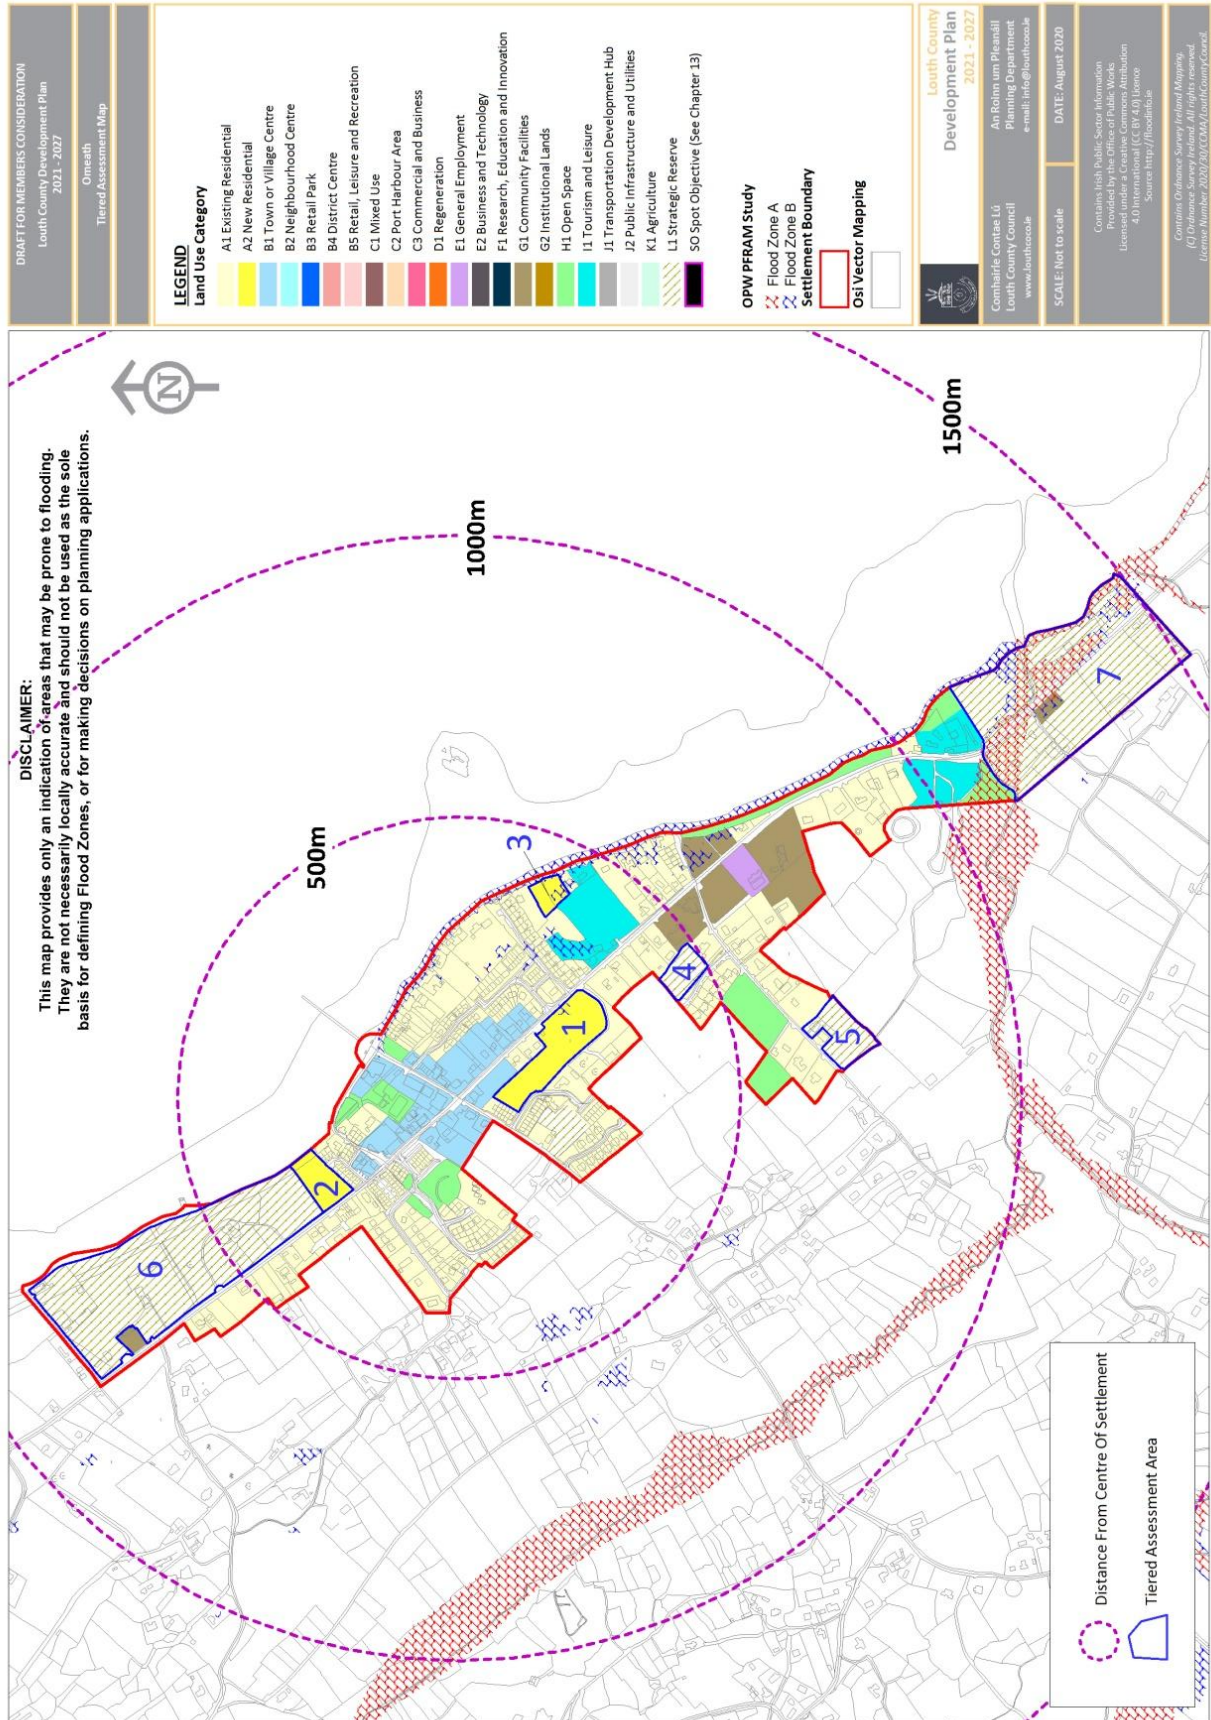 DRAFT FOR MEMBERS CONSIDERATION
Louth County Development Plan
2021 - 2027
Omeath
Tiered Assessment Map
LEGEND
Land Use Category
A1 Existing Residential
A2 New Residential
B1 Town or Village Centre
B2 Neighbourhood Centre
B3 Retail Park
B4 District Centre
B5 Retail, Leisure and Recreation
C1 Mixed Use
C2 Port Harbour Area
C3 Commercial and Business
D1 Regeneration
E1 General Employment
E2 Business and Technology
F1 Research, Education and Innovation
G1 Community Facilities
G2 Institutional Lands
H1 Open Space
I1 Tourism and Leisure
J1 Transportation Development Hub
J2 Public Infrastructure and Utilities
K1 Agriculture
L1 Strategic Reserve
SO Spot Objective (See Chapter 13)
OPW PFRAM Study
Flood Zone A
Flood Zone B
Settlement Boundary
Osi Vector Mapping
Louth County
Development Plan
2021 - 2027
Comhairle Contae Lú
Louth County Council
www.louthcoco.ie
An Roinn um Pleanáil
Planning Department
e-mail: info@louthcoco.ie
SCALE: Not to scale
DATE: August 2020
Contains Irish Public Sector Information
Provided by the Office of Public Works
Licensed under a Creative Commons Attribution
4.0 International (CC BY 4.0) licence
Source http://floodinfo.ie
Contains Ordnance Survey Ireland Mapping.
(C) Ordnance Survey Ireland. All rights reserved.
License Number 2020/30/CCMA/LouthCountyCouncil.
DISCLAIMER:
This map provides only an indication of areas that may be prone to flooding.
They are not necessarily locally accurate and should not be used as the sole
basis for defining Flood Zones, or for making decisions on planning applications.
N
500m
1000m
1500m
6
2
1
3
4
5
7
Distance From Centre Of Settlement
Tiered Assessment Area